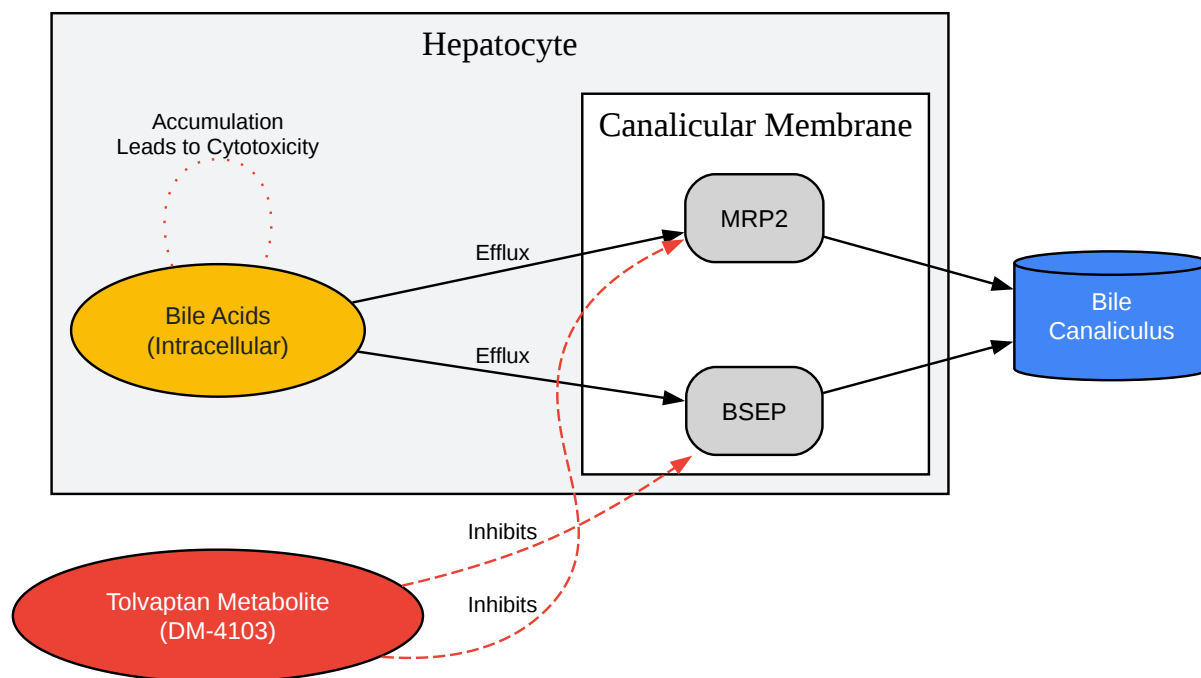 Hepatocyte
Accumulation
Leads to Cytotoxicity
Canalicular Membrane
MRP2
Efflux
Bile Acids
(Intracellular)
Bile
Canaliculus
Efflux
BSEP
Inhibits
Tolvaptan Metabolite
(DM-4103)
Inhibits